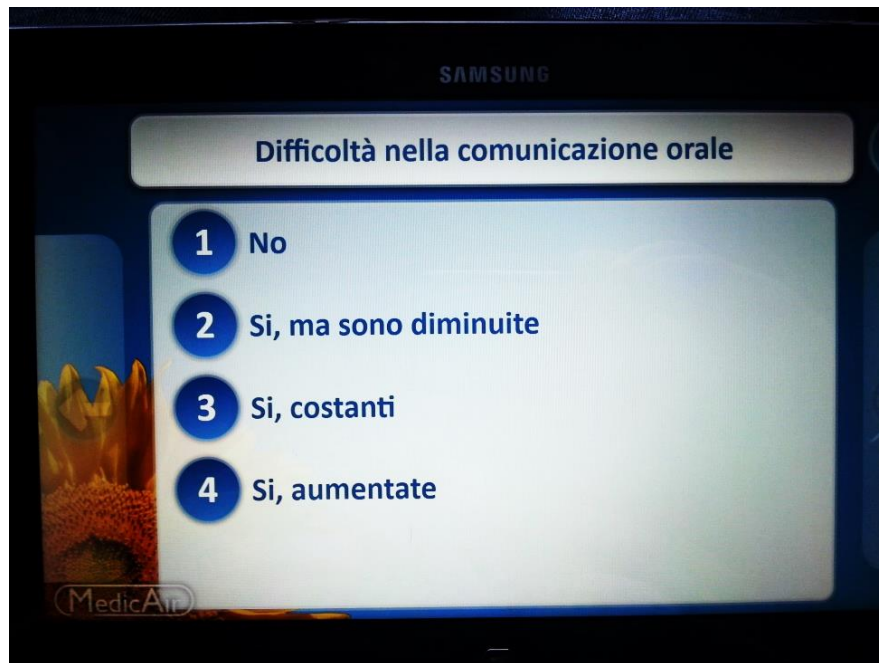 SAMSUNG
Difficoltà nella comunicazione orale
1 No
2 Si, ma sono diminuite
3 Si, costanti
4 Si, aumentate
MedicAir